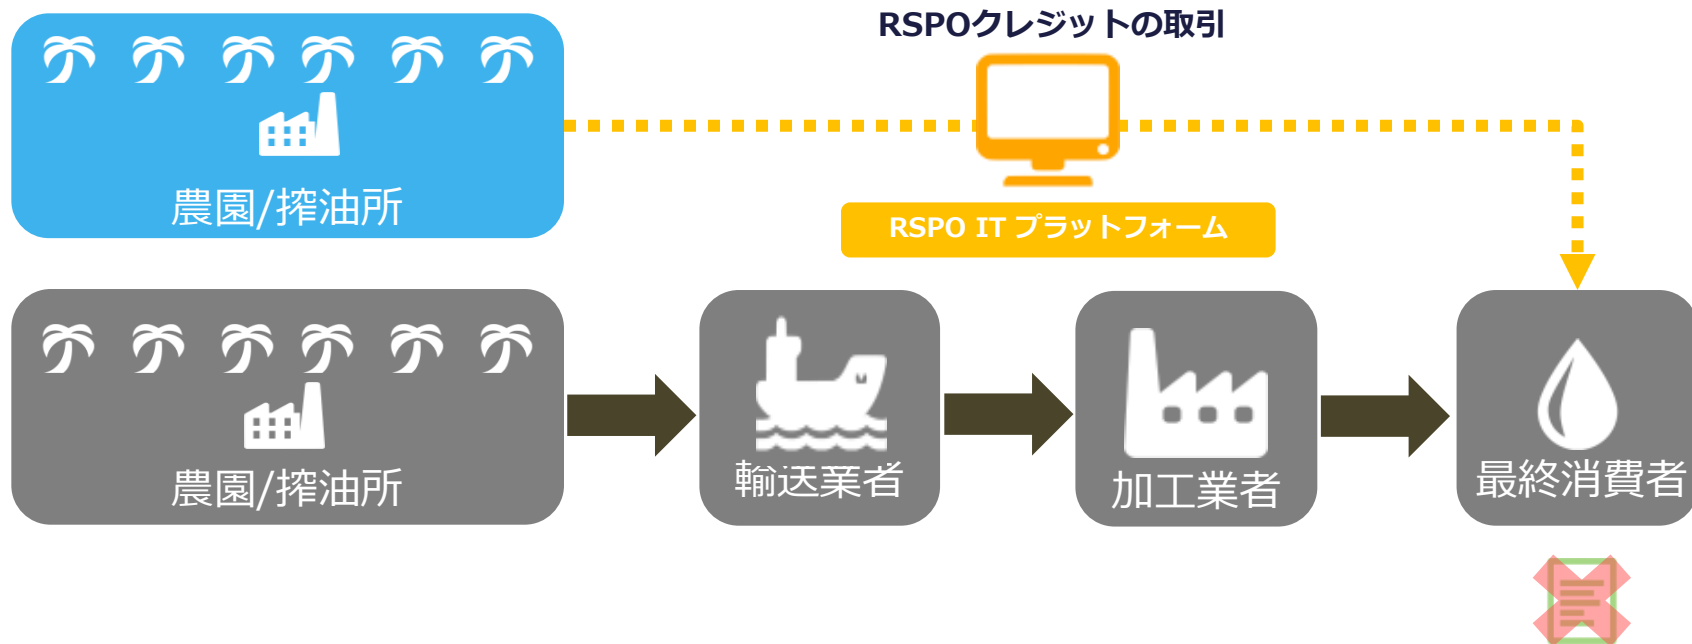 RSPOクレジットの取引
農園/搾油所
RSPO IT プラットフォーム
農園/搾油所
輸送業者
加工業者
最終消費者